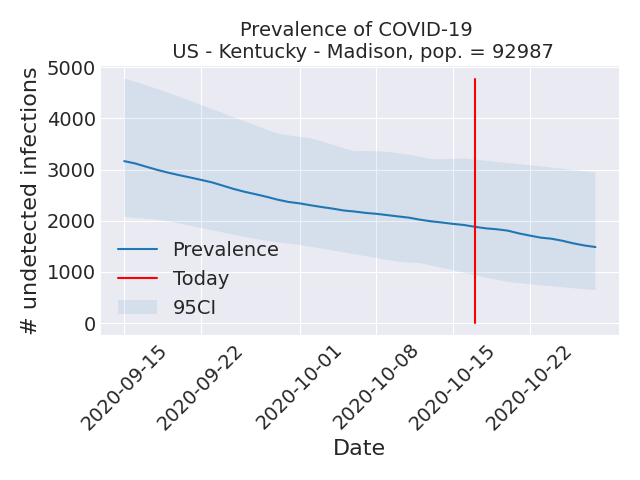 Prevalence of COVID-19
US - Kentucky - Madison, pop. = 92987
# undetected infections
5000
4000
3000
2000
1000
0
Prevalence
Today
95CI
2020-09-15
2020-09-22
2020-10-01
2020-10-08
2020-10-15
2020-10-22
Date